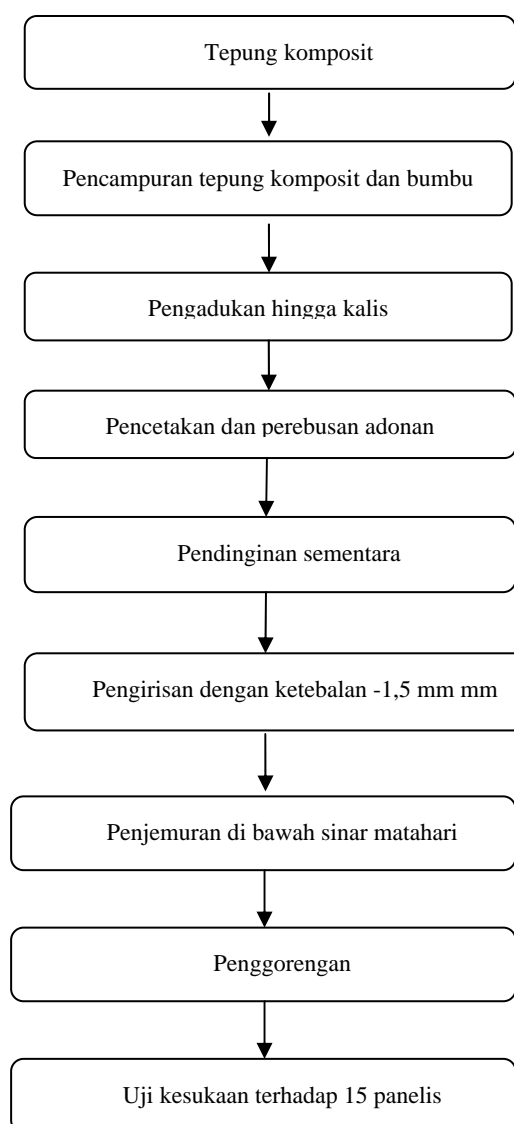 Tepung komposit
Pencampuran tepung komposit dan bumbu
Pengadukan hingga kalis
Pencetakan dan perebusan adonan
Pendinginan sementara
Pengirisan dengan ketebalan -1,5 mm mm
Penjemuran di bawah sinar matahari
Penggorengan
Uji kesukaan terhadap 15 panelis